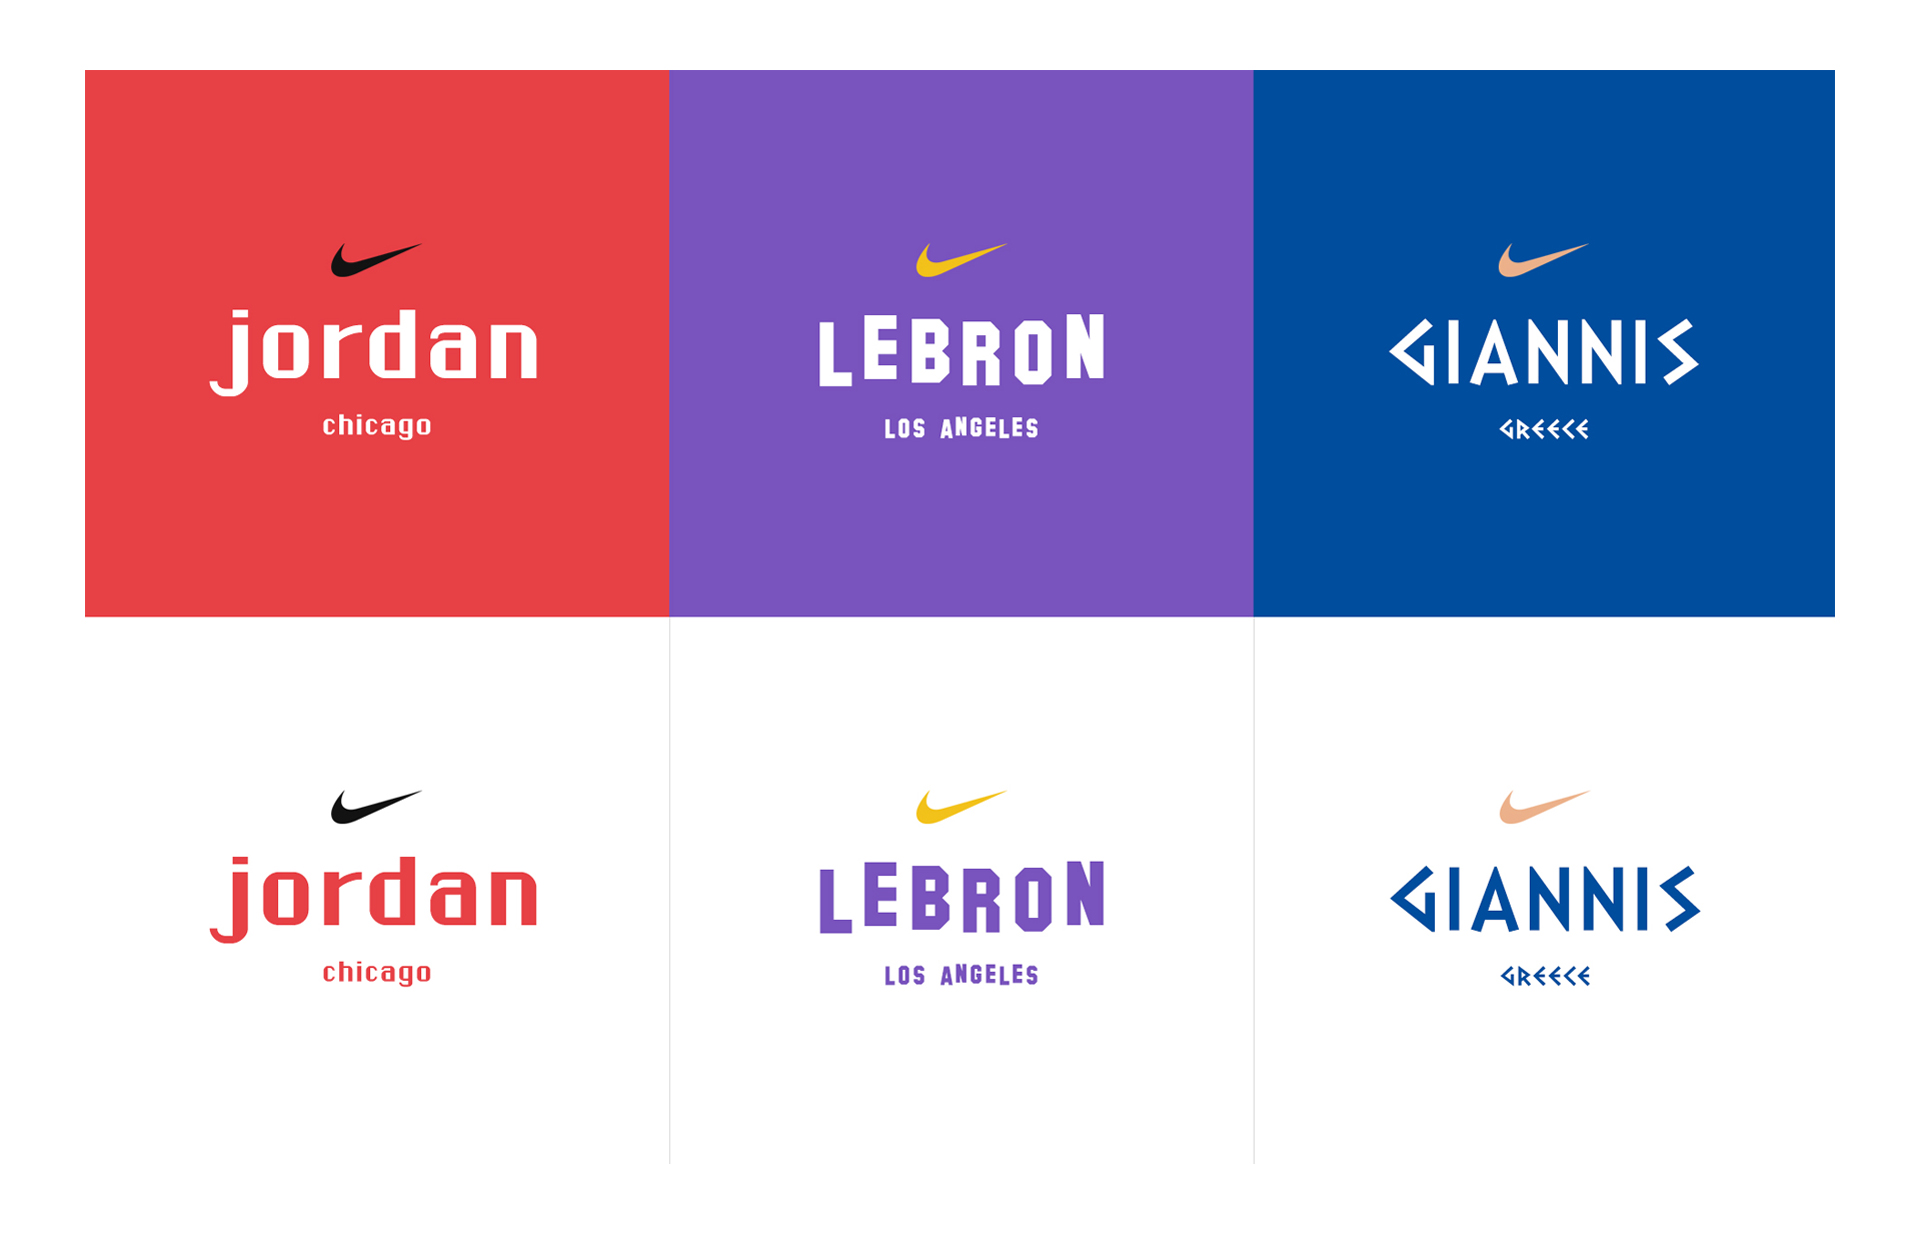 jordan
chicago
LEBRON
LOS ANGELES
GIANNIS
GREECE
jordan
chicago
LEBRON
LOS ANGELES
GIANNIS
GREECE